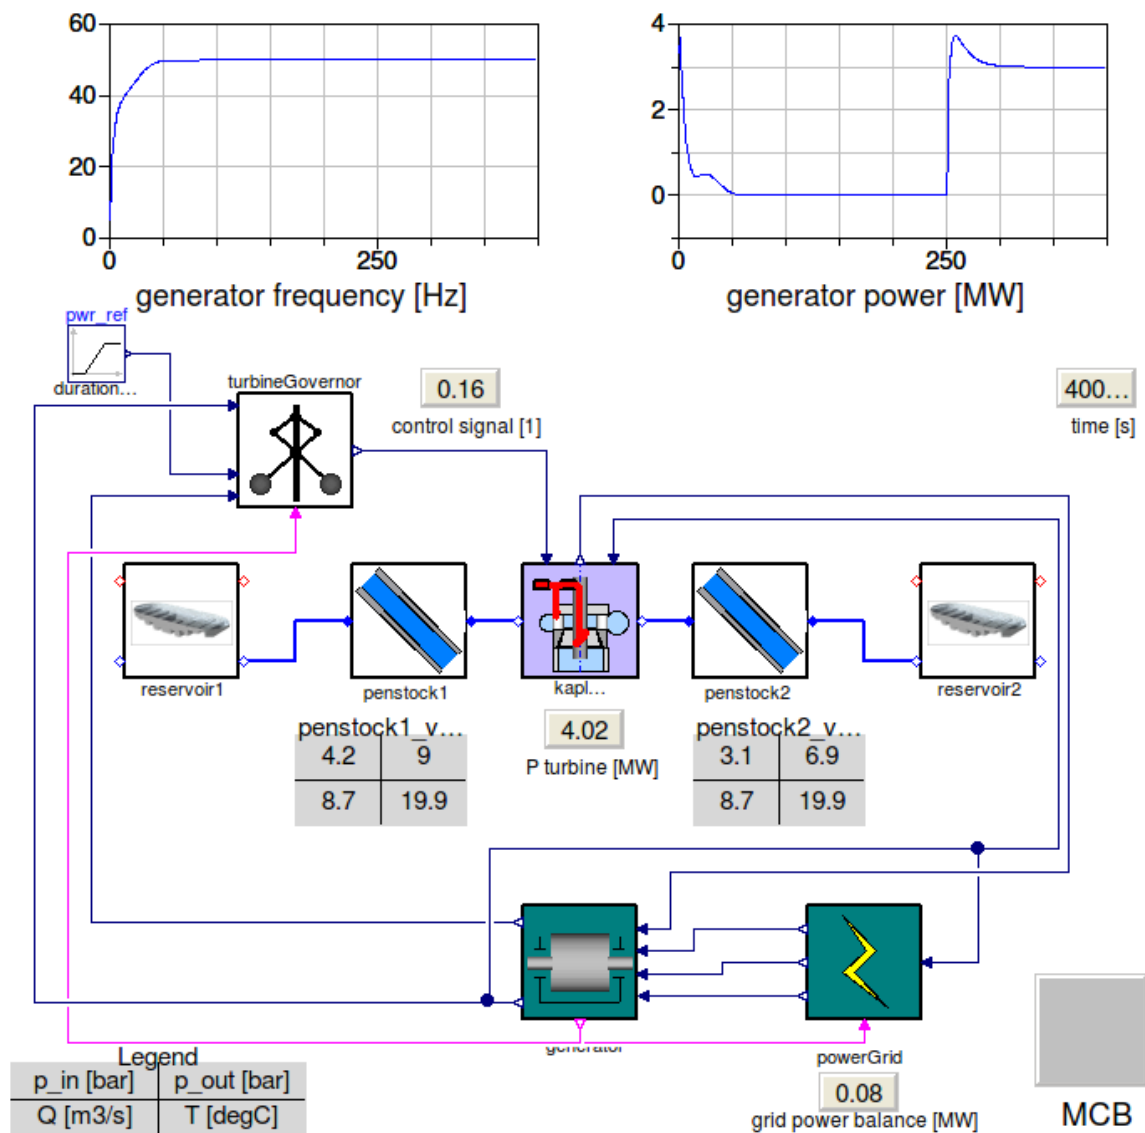 60
40
20
0
0
250
generator frequency [Hz]
4
2
0
0
250
generator power [MW]
pwr_ref
duration...
turbineGovernor
0.16
control signal [1]
400...
time [s]
reservoir1
penstock1
kapl...
penstock2
reservoir2
penstock1_v...
4.2 9
8.7 19.9
4.02
P turbine [MW]
penstock2_v...
3.1 6.9
8.7 19.9
generator
powerGrid
0.08
grid power balance [MW]
MCB
Legend
p_in [bar] p_out [bar]
Q [m3/s] T [degC]